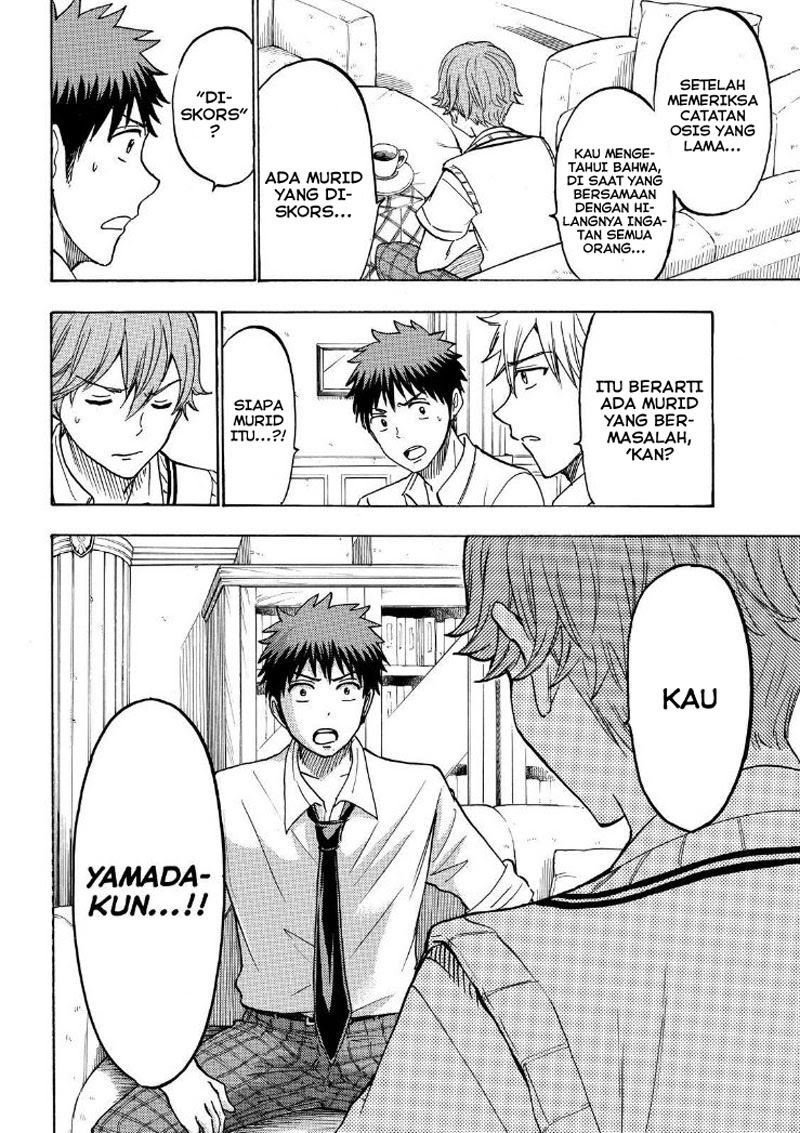 SETELAH
MEMERIKSA
CATATAN
OSIS YANG
LAMA...
KAU MENGE-
TAHUI BAHWA,
DI SAAT YANG
BERSAMAAN
DENGAN HI-
LANGNYA INGA-
TAN SEMUA
ORANG...
ADA MURID
YANG DI-
SKORS...
"DI-
SKORS"
?
ITU BERARTI
ADA MURID
YANG BER-
MASALAH,
'KAN?
SIAPA
MURID
ITU...?!
KAU
YAMADA-
KUN...!!